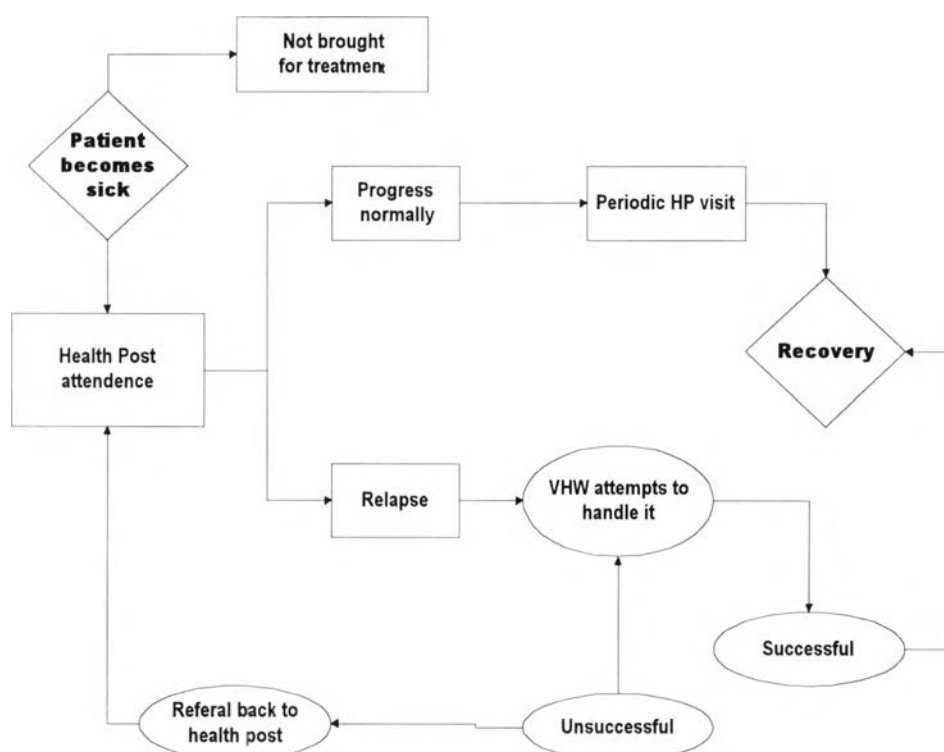 Not brought
for treatment
Patient
becomes
sick
Progress
normally
Periodic HP visit
Health Post
attendence
Recovery
Relapse
VHW attempts to
handle it
Successful
Referal back to
health post
Unsuccessful